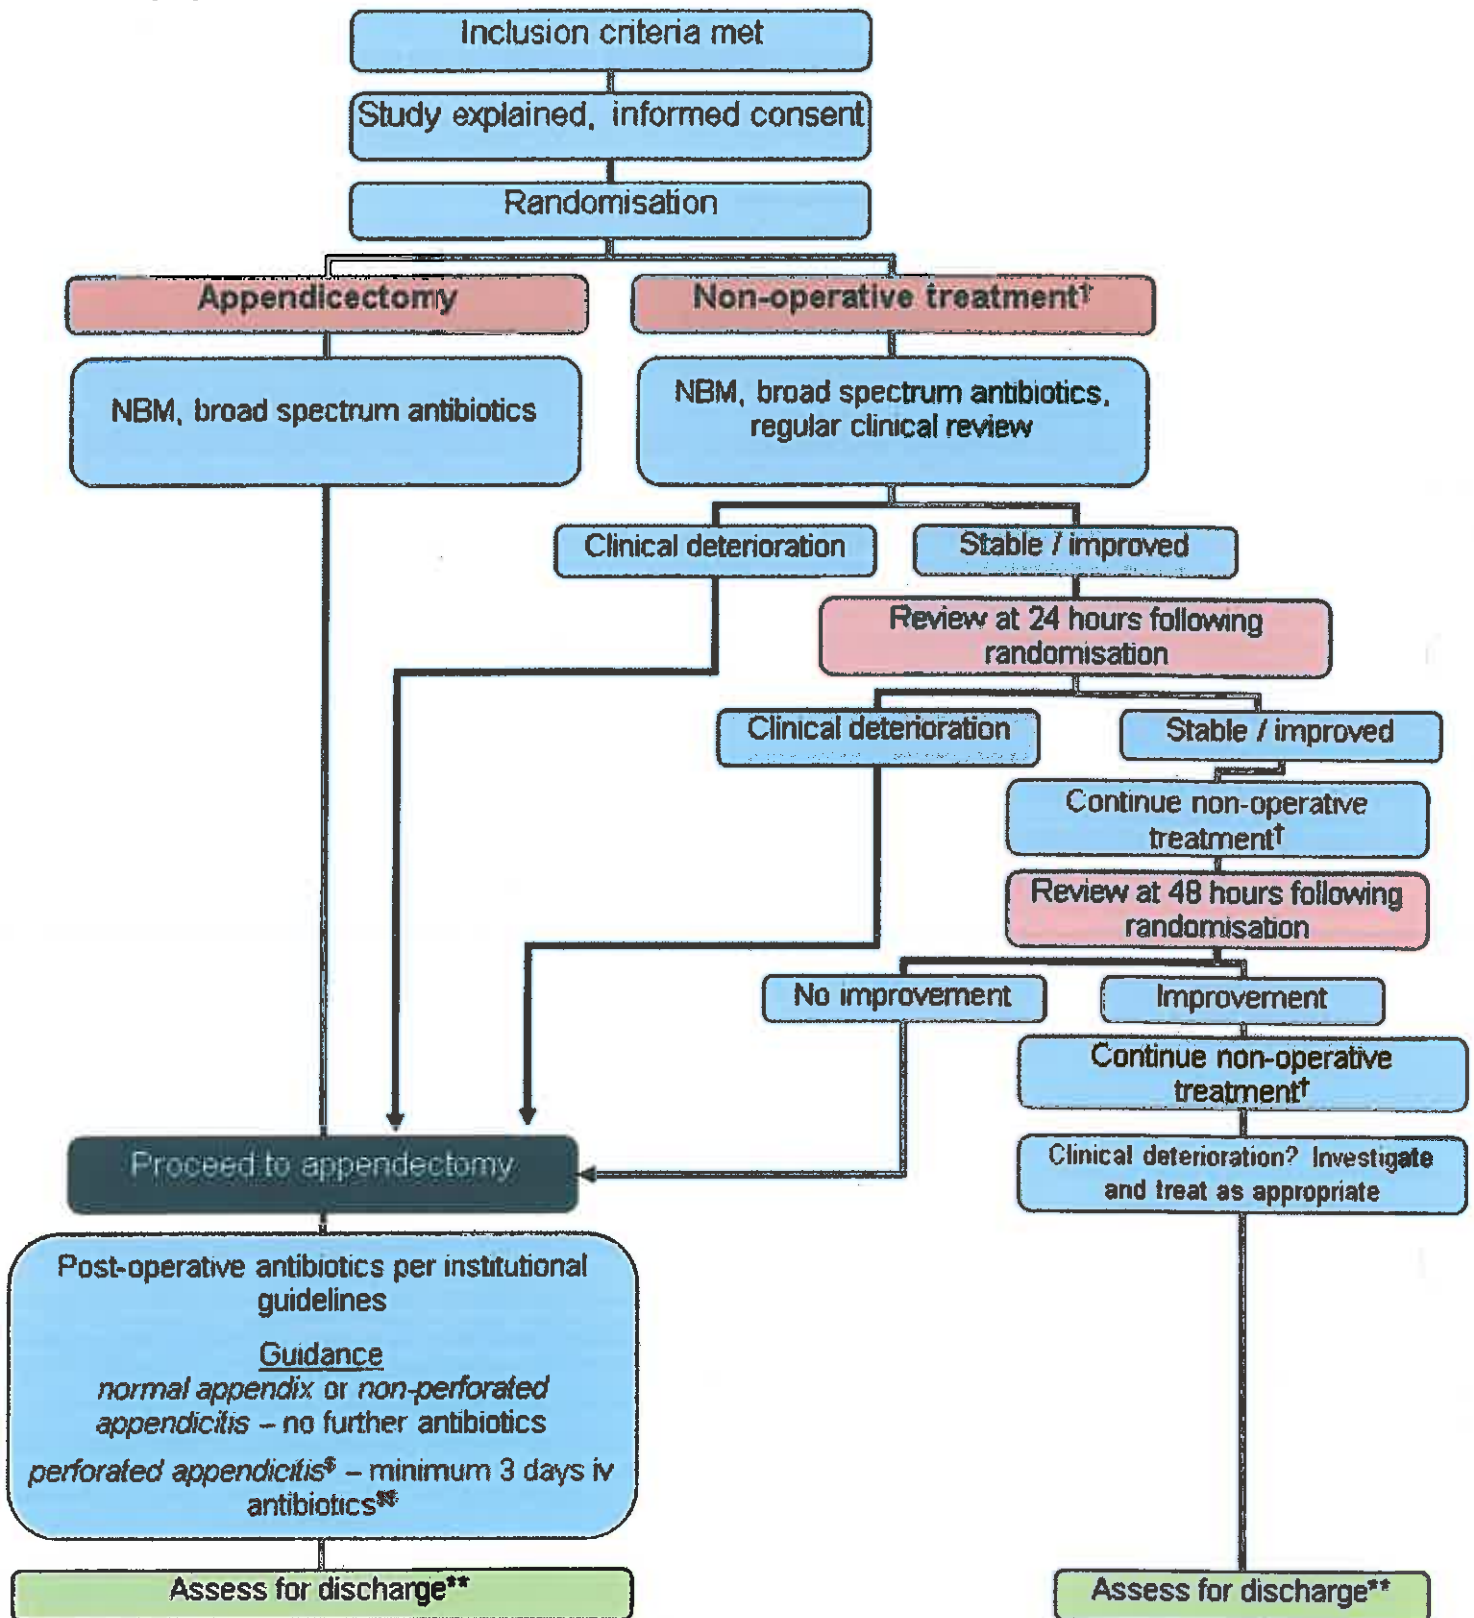 Inclusion criteria met
Study explained, informed consent
Randomisation
Appendicectomy
Non-operative treatment†
NBM, broad spectrum antibiotics
NBM, broad spectrum antibiotics,
regular clinical review
Clinical deterioration
Stable / improved
Review at 24 hours following
randomisation
Clinical deterioration
Stable / improved
Continue non-operative
treatment†
Review at 48 hours following
randomisation
No improvement
Improvement
Continue non-operative
treatment†
Proceed to appendectomy
Clinical deterioration? Investigate
and treat as appropriate
Post-operative antibiotics per institutional
guidelines
Guidance
normal appendix or non-perforated
appendicitis – no further antibiotics
perforated appendicitis$ – minimum 3 days iv
antibiotics$$
Assess for discharge**
Assess for discharge**